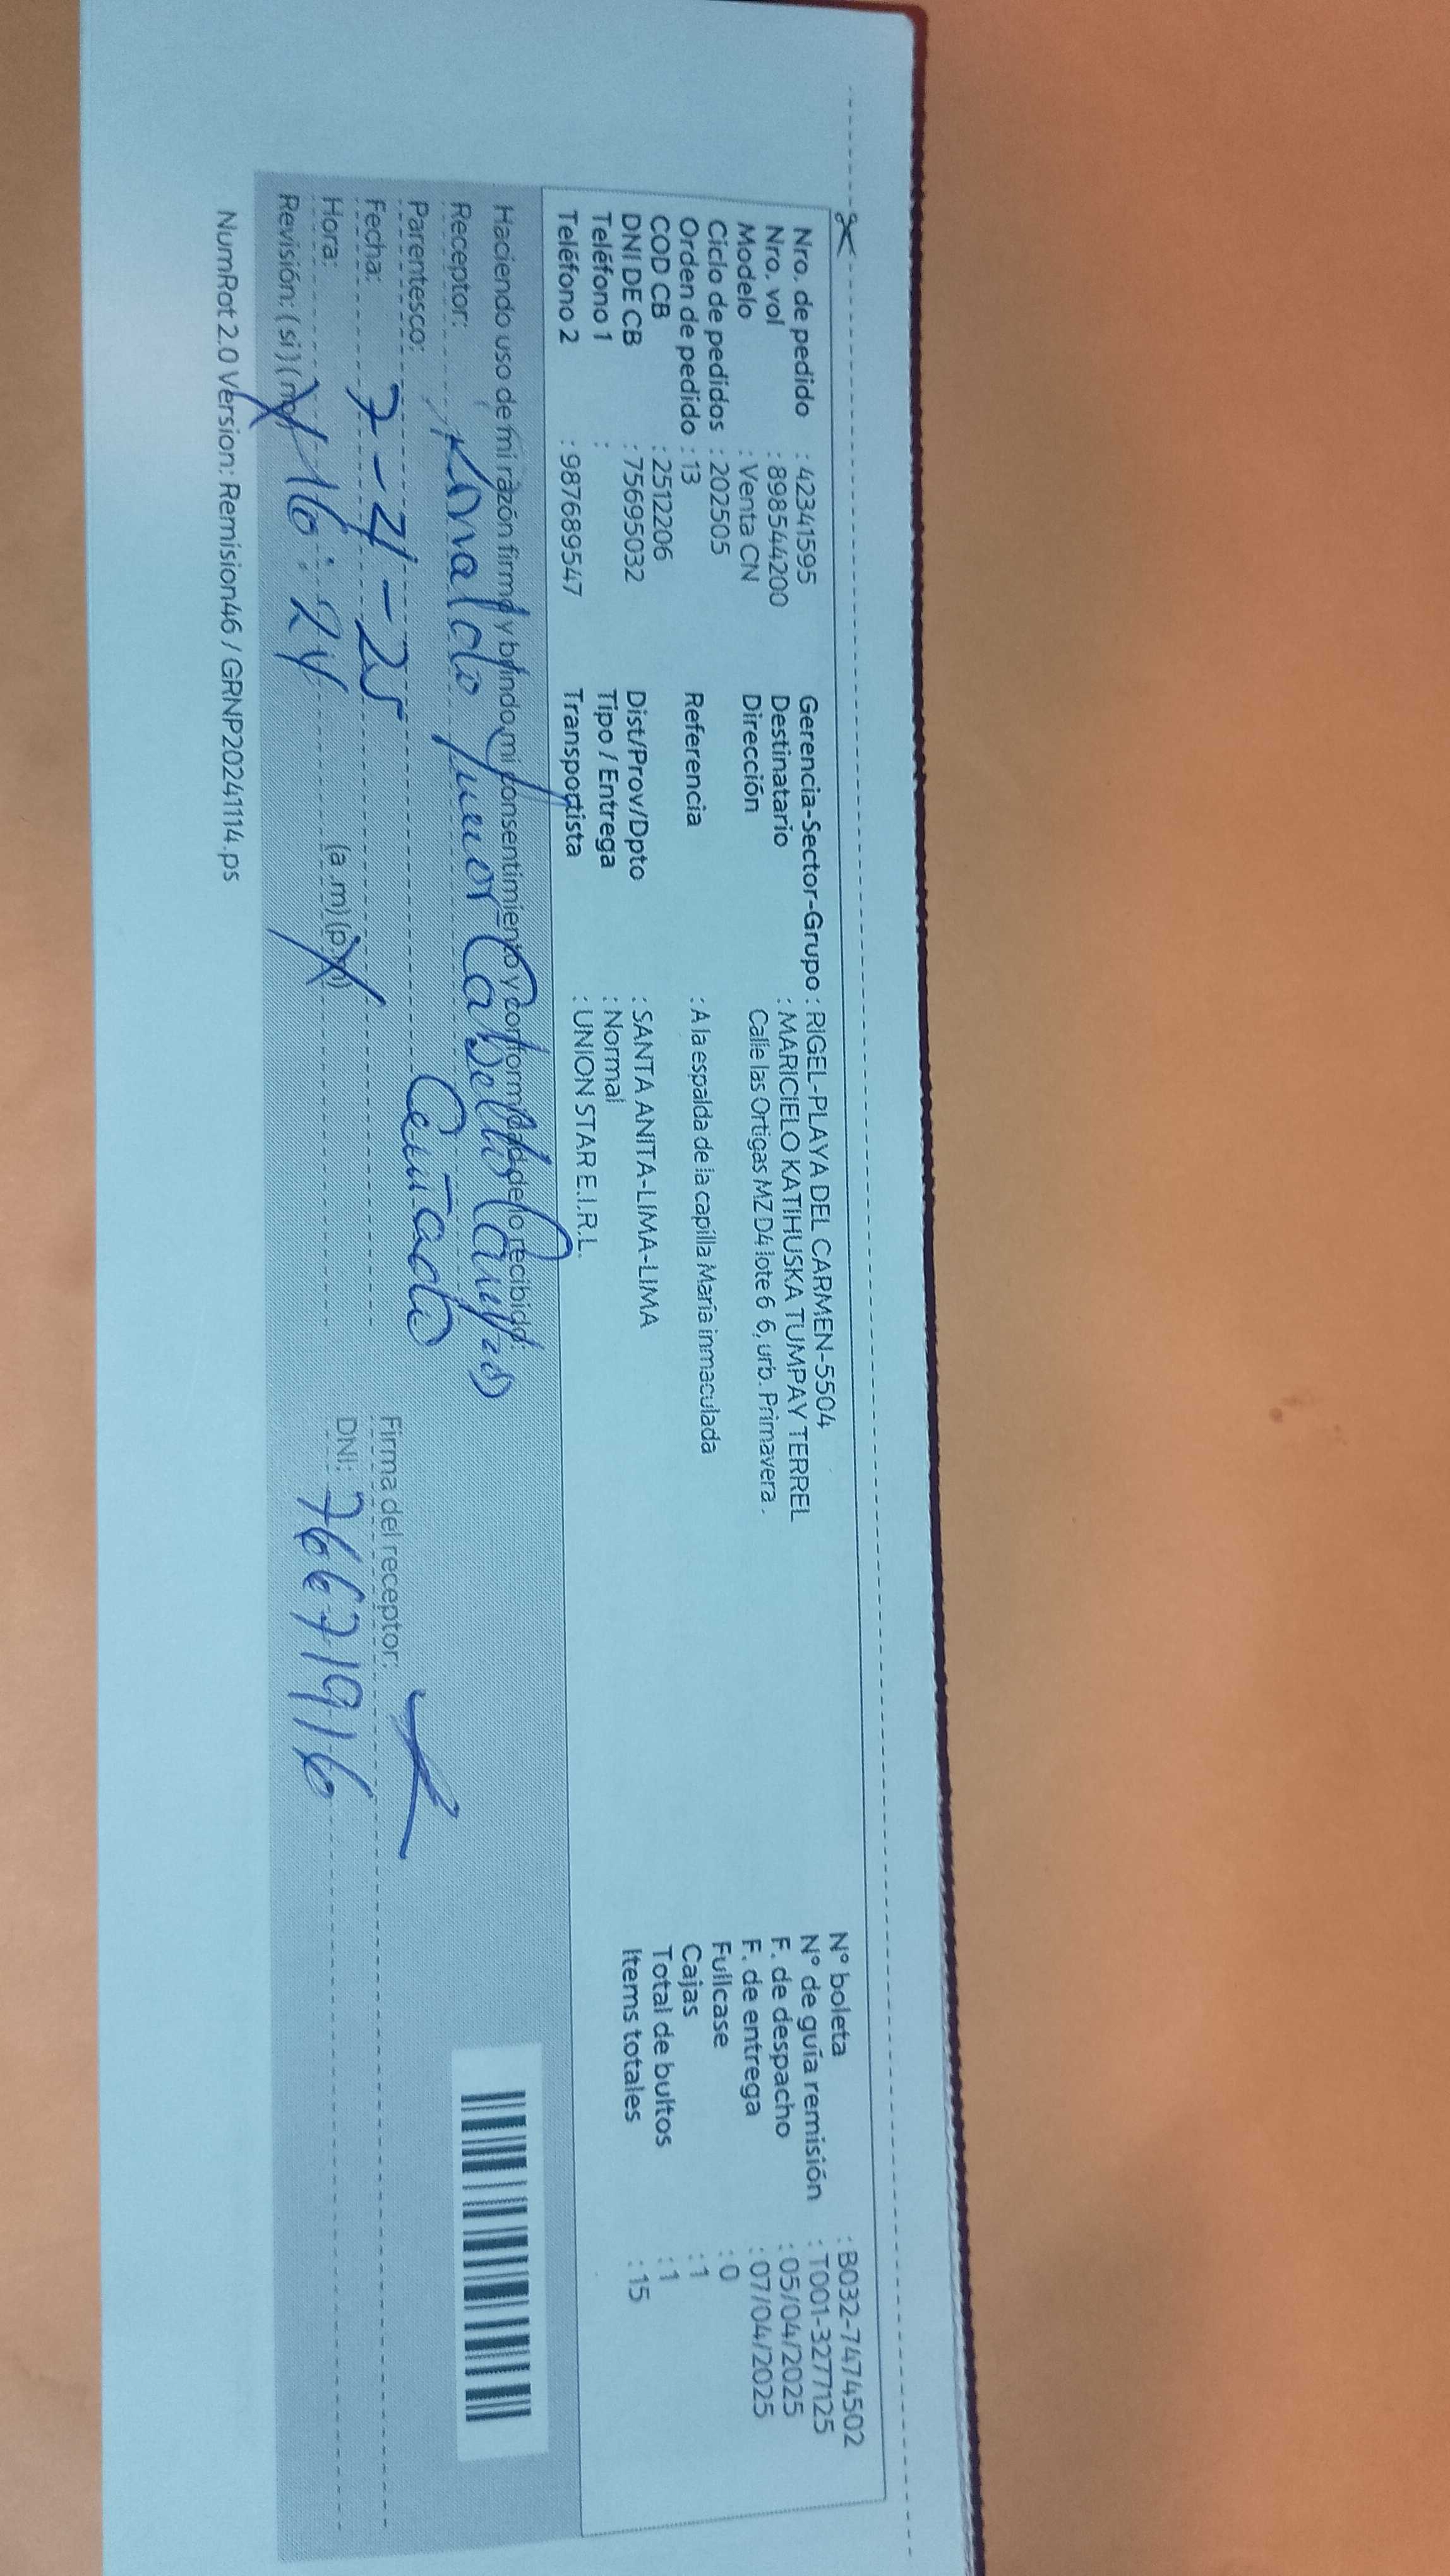 Nro. de pedido : 42341595
Nro. vol : 898544200
Modelo : Venta CN
Ciclo de pedidos : 202505
Orden de pedido : 13
COD CB : 2512206
DNI DE CB : 75695032
Teléfono 1 :
Teléfono 2 : 987689547
Gerencia-Sector-Grupo : RIGEL-PLAYA DEL CARMEN-5504
Destinatario : MARICIELO KATIHUSKA TUMPAY TERREL
Dirección Calle las Ortigas MZ D4 lote 6 6, urb. Primavera .
Referencia : A la espalda de la capilla María inmaculada
Dist/Prov/Dpto : SANTA ANITA-LIMA-LIMA
Tipo / Entrega : Normal
Transportista : UNION STAR E.I.R.L.
N° boleta : B032-7474502
N° de guía remisión : T001-3277125
F. de despacho : 05/04/2025
F. de entrega : 07/04/2025
Fullcase : 0
Cajas : 1
Total de bultos : 1
Items totales : 15
Haciendo uso de mi razón firmo y brindo mi consentimiento y conformidad de lo recibido:
Receptor: Ronaldo Junior Cabello
Parentesco: Cuñado
Fecha: 7-4-25
Hora: 16:24 (a.m) (p.m)
Revisión: (si) (no)
Firma del receptor:
DNI: 76671916
NumRot 2.0 Version: Remision46 / GRNP20241114.ps